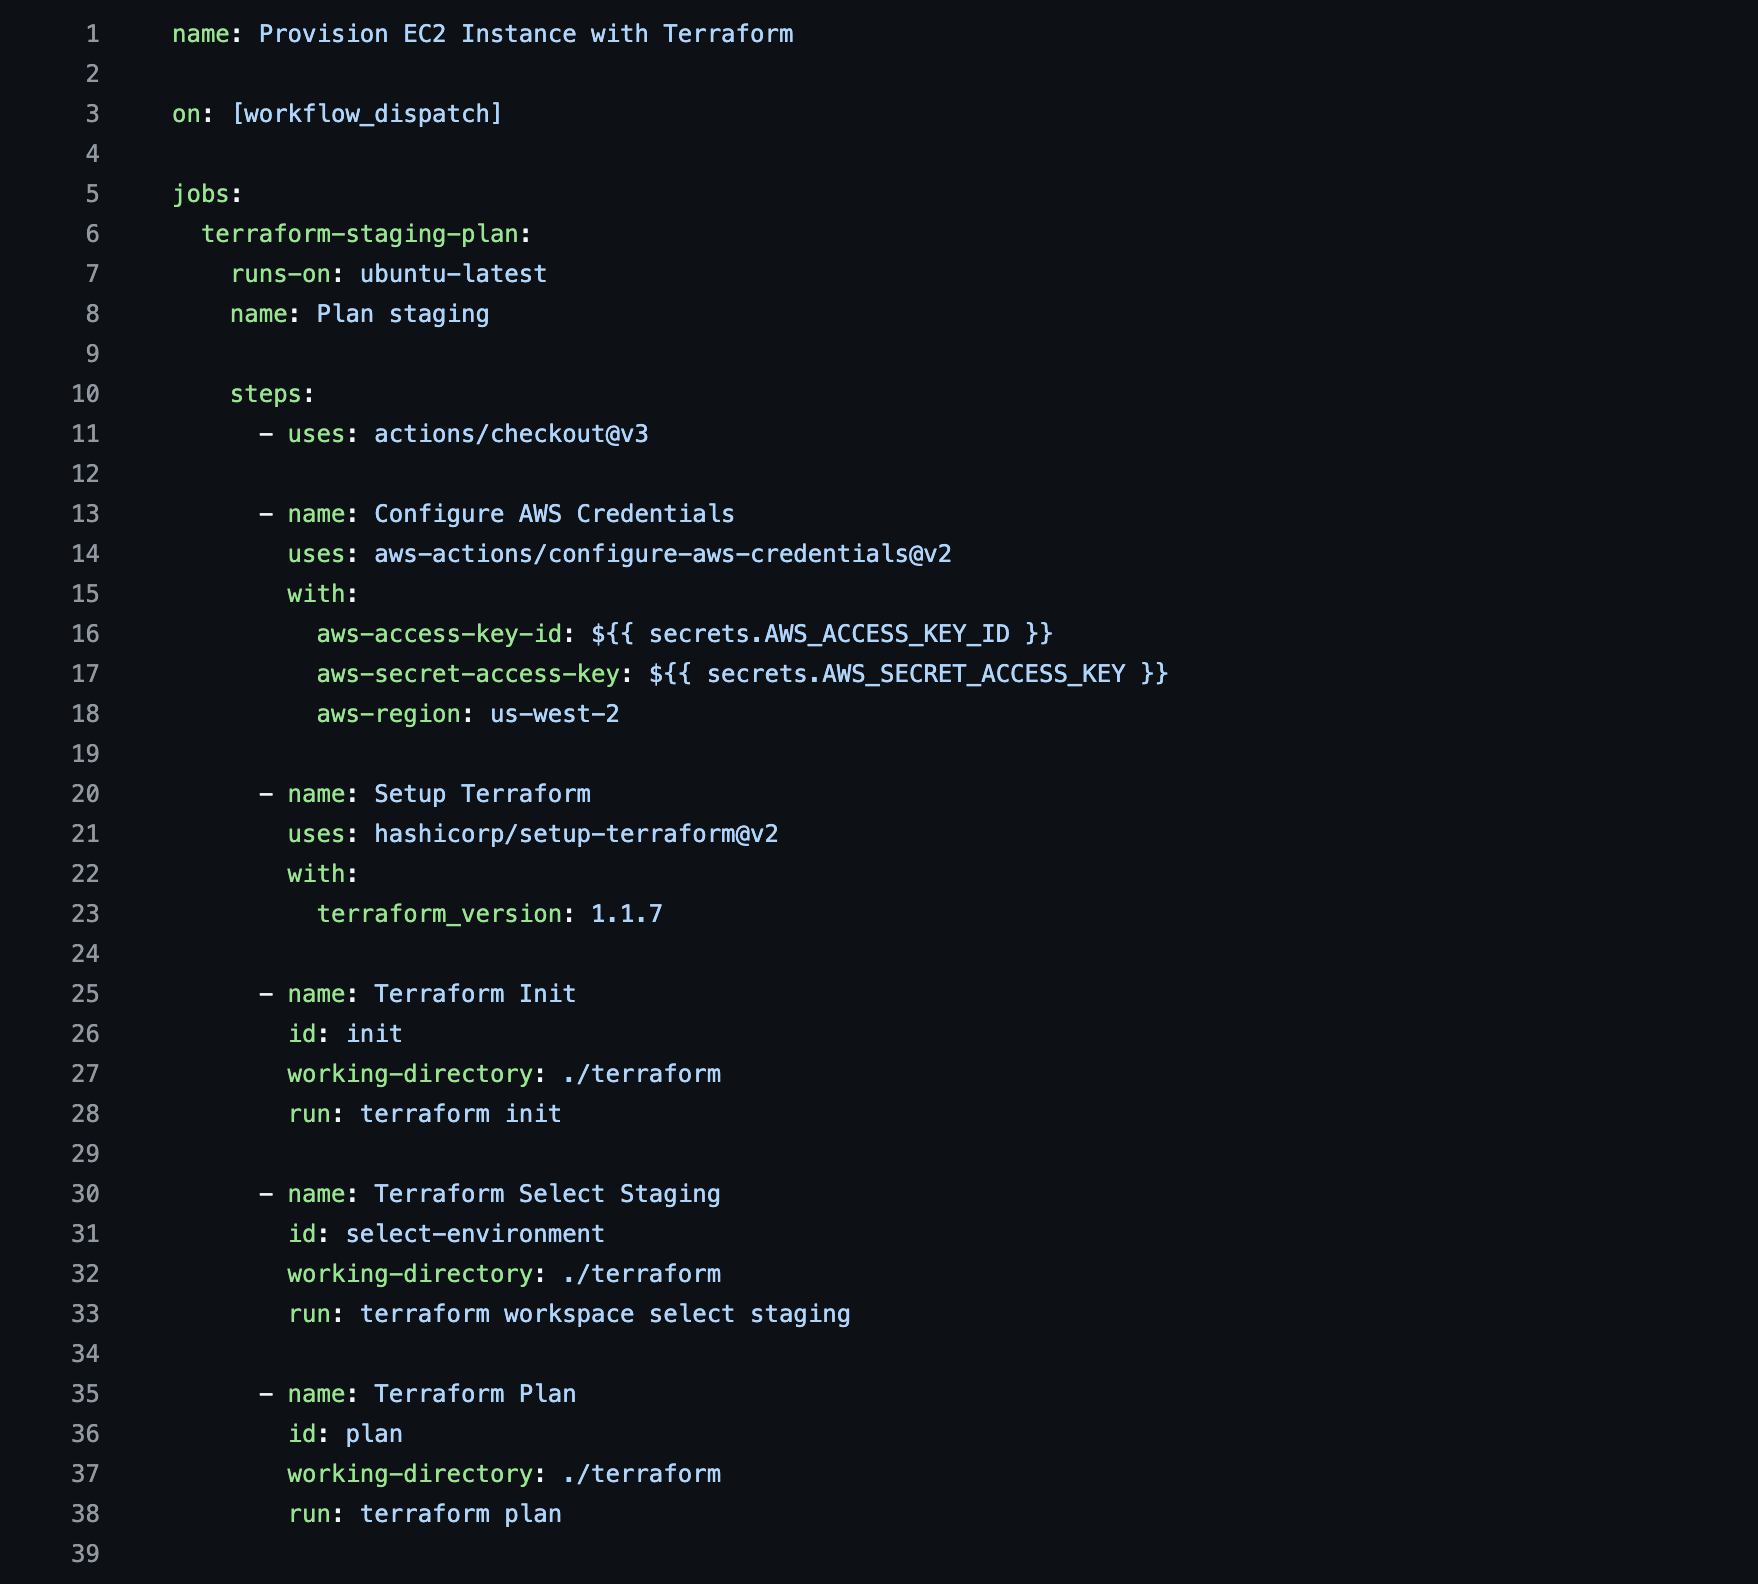 1 name: Provision EC2 Instance with Terraform
2
3 on: [workflow_dispatch]
4
5 jobs:
6   terraform-staging-plan:
7     runs-on: ubuntu-latest
8     name: Plan staging
9
10     steps:
11       - uses: actions/checkout@v3
12
13       - name: Configure AWS Credentials
14         uses: aws-actions/configure-aws-credentials@v2
15         with:
16           aws-access-key-id: ${{ secrets.AWS_ACCESS_KEY_ID }}
17           aws-secret-access-key: ${{ secrets.AWS_SECRET_ACCESS_KEY }}
18           aws-region: us-west-2
19
20       - name: Setup Terraform
21         uses: hashicorp/setup-terraform@v2
22         with:
23           terraform_version: 1.1.7
24
25       - name: Terraform Init
26         id: init
27         working-directory: ./terraform
28         run: terraform init
29
30       - name: Terraform Select Staging
31         id: select-environment
32         working-directory: ./terraform
33         run: terraform workspace select staging
34
35       - name: Terraform Plan
36         id: plan
37         working-directory: ./terraform
38         run: terraform plan
39